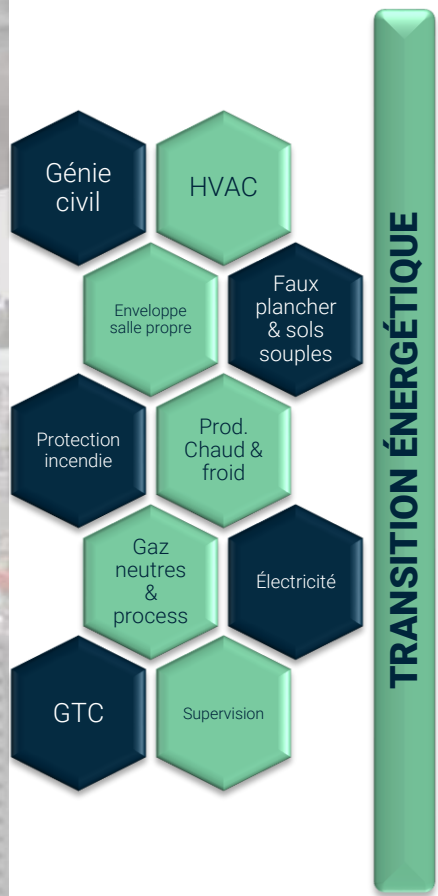 Génie
civil
HVAC
Enveloppe
salle propre
Faux
plancher
& sols
souples
Protection
incendie
Prod.
Chaud &
froid
Gaz
neutres
&
process
Électricité
GTC
Supervision
TRANSITION ÉNERGÉTIQUE